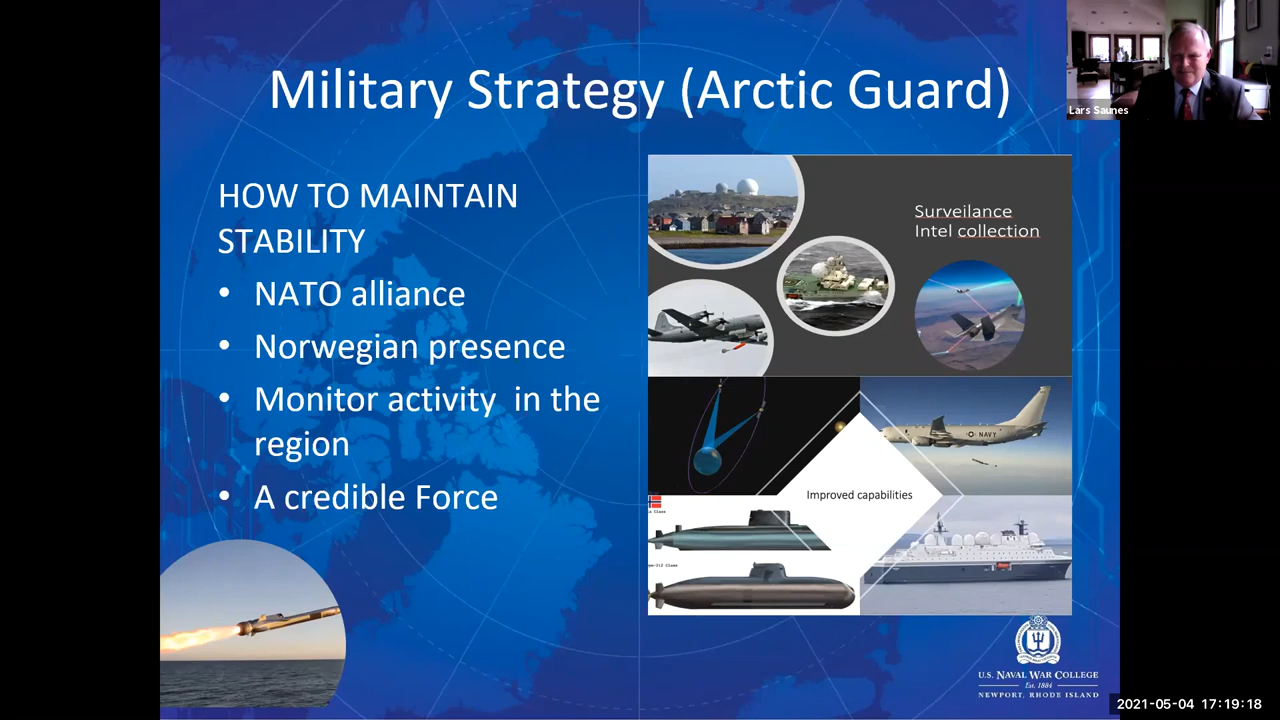 Military Strategy (Arctic Guard)
Lars Saunes
HOW TO MAINTAIN
STABILITY
• NATO alliance
• Norwegian presence
• Monitor activity in the
region
• A credible Force
Surveilance
Intel collection
NAVY
Improved capabilities
U.S. NAVAL WAR COLLEGE
Est. 1884
NEWPORT, RHODE ISLAND
2021-05-04 17:19:18